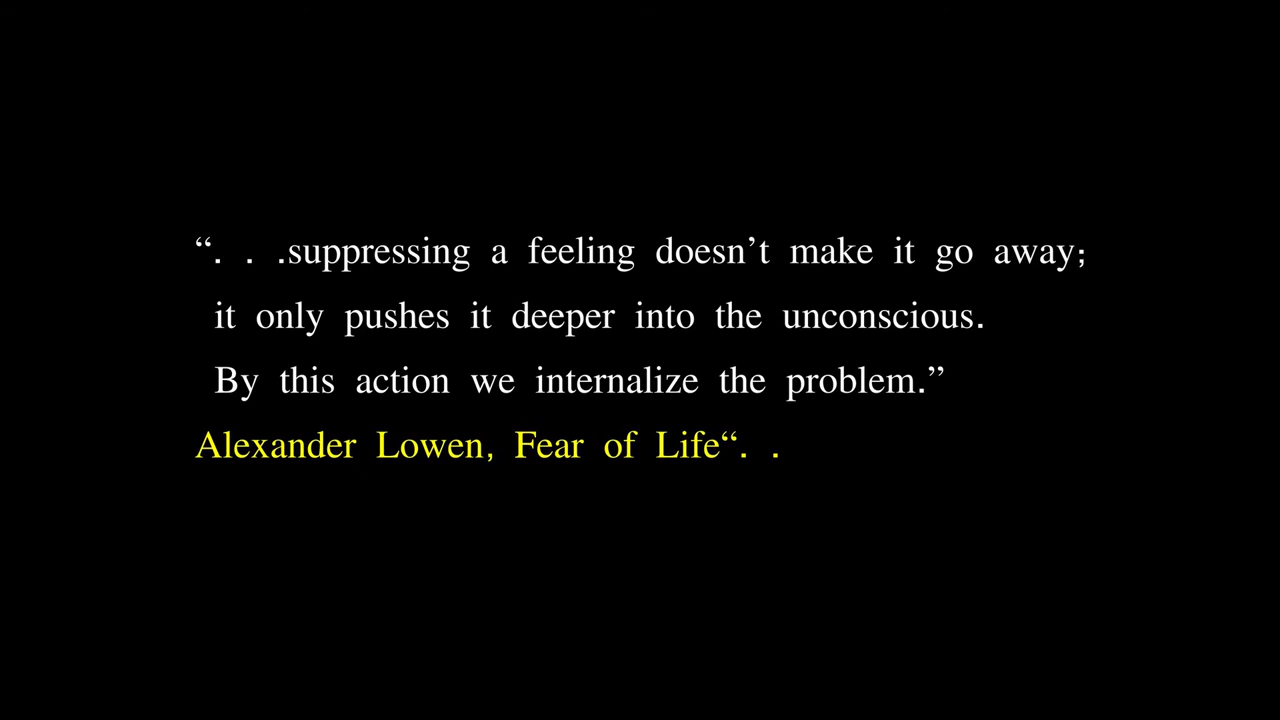 “. . .suppressing a feeling doesn’t make it go away;
it only pushes it deeper into the unconscious.
By this action we internalize the problem.”
Alexander Lowen, Fear of Life“. .